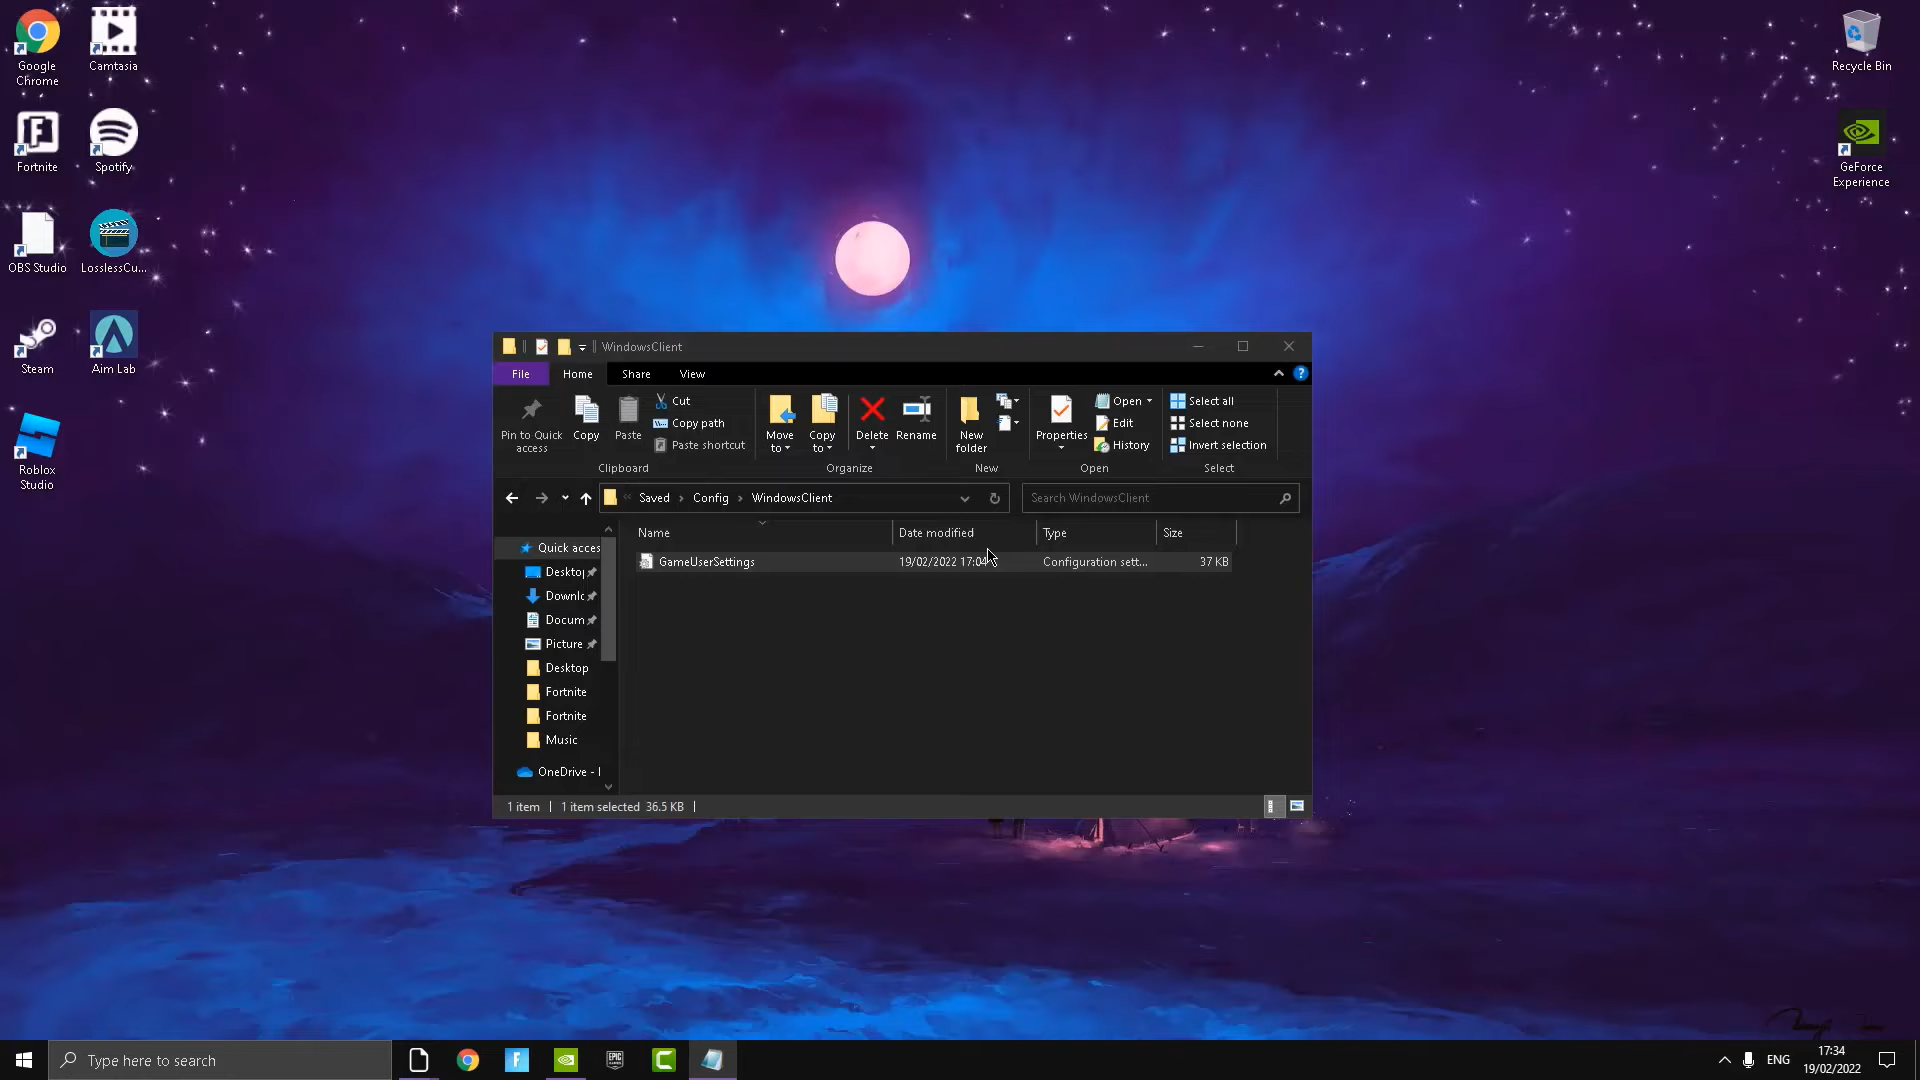 Google
Chrome
Camtasia
Fortnite
Spotify
OBS Studio
LosslessCu...
Steam
Aim Lab
Roblox
Studio
Recycle Bin
GeForce
Experience
WindowsClient
File
Home
Share
View
Pin to Quick
access
Copy
Paste
Cut
Copy path
Paste shortcut
Clipboard
Move
to
Copy
to
Delete
Rename
Organize
New
folder
New
Properties
Open
Edit
History
Open
Select all
Select none
Invert selection
Select
« Saved › Config › WindowsClient
Search WindowsClient
Name
Date modified
Type
Size
GameUserSettings
19/02/2022 17:04
Configuration sett...
37 KB
Quick acces
Desktop
Downlc
Docum
Picture
Desktop
Fortnite
Fortnite
Music
OneDrive -
1 item
1 item selected 36.5 KB
Type here to search
EPIC
GAMES
ENG
17:34
19/02/2022